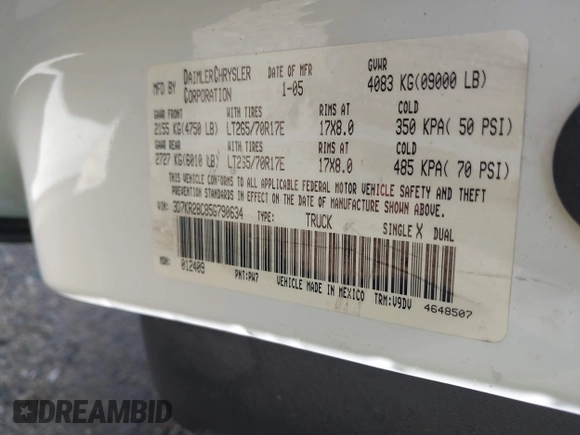 MFD BY DAIMLERCHRYSLER CORPORATION
DATE OF MFR 1-05
GVWR 4083 KG(09000 LB)
GAWR FRONT WITH TIRES RIMS AT COLD
2155 KG(4750 LB) LT265/70R17E 17X8.0 350 KPA( 50 PSI)
GAWR REAR WITH TIRES RIMS AT COLD
2727 KG(6010 LB) LT235/70R17E 17X8.0 485 KPA( 70 PSI)
THIS VEHICLE CONFORMS TO ALL APPLICABLE FEDERAL MOTOR VEHICLE SAFETY AND THEFT
PREVENTION STANDARDS IN EFFECT ON THE DATE OF MANUFACTURE SHOWN ABOVE.
VIN: 3D7KR28C85G790634 TYPE: TRUCK SINGLE X DUAL
MDH: 012409 PNT:PW7 VEHICLE MADE IN MEXICO TRM:V9DV 4648507
DREAMBID